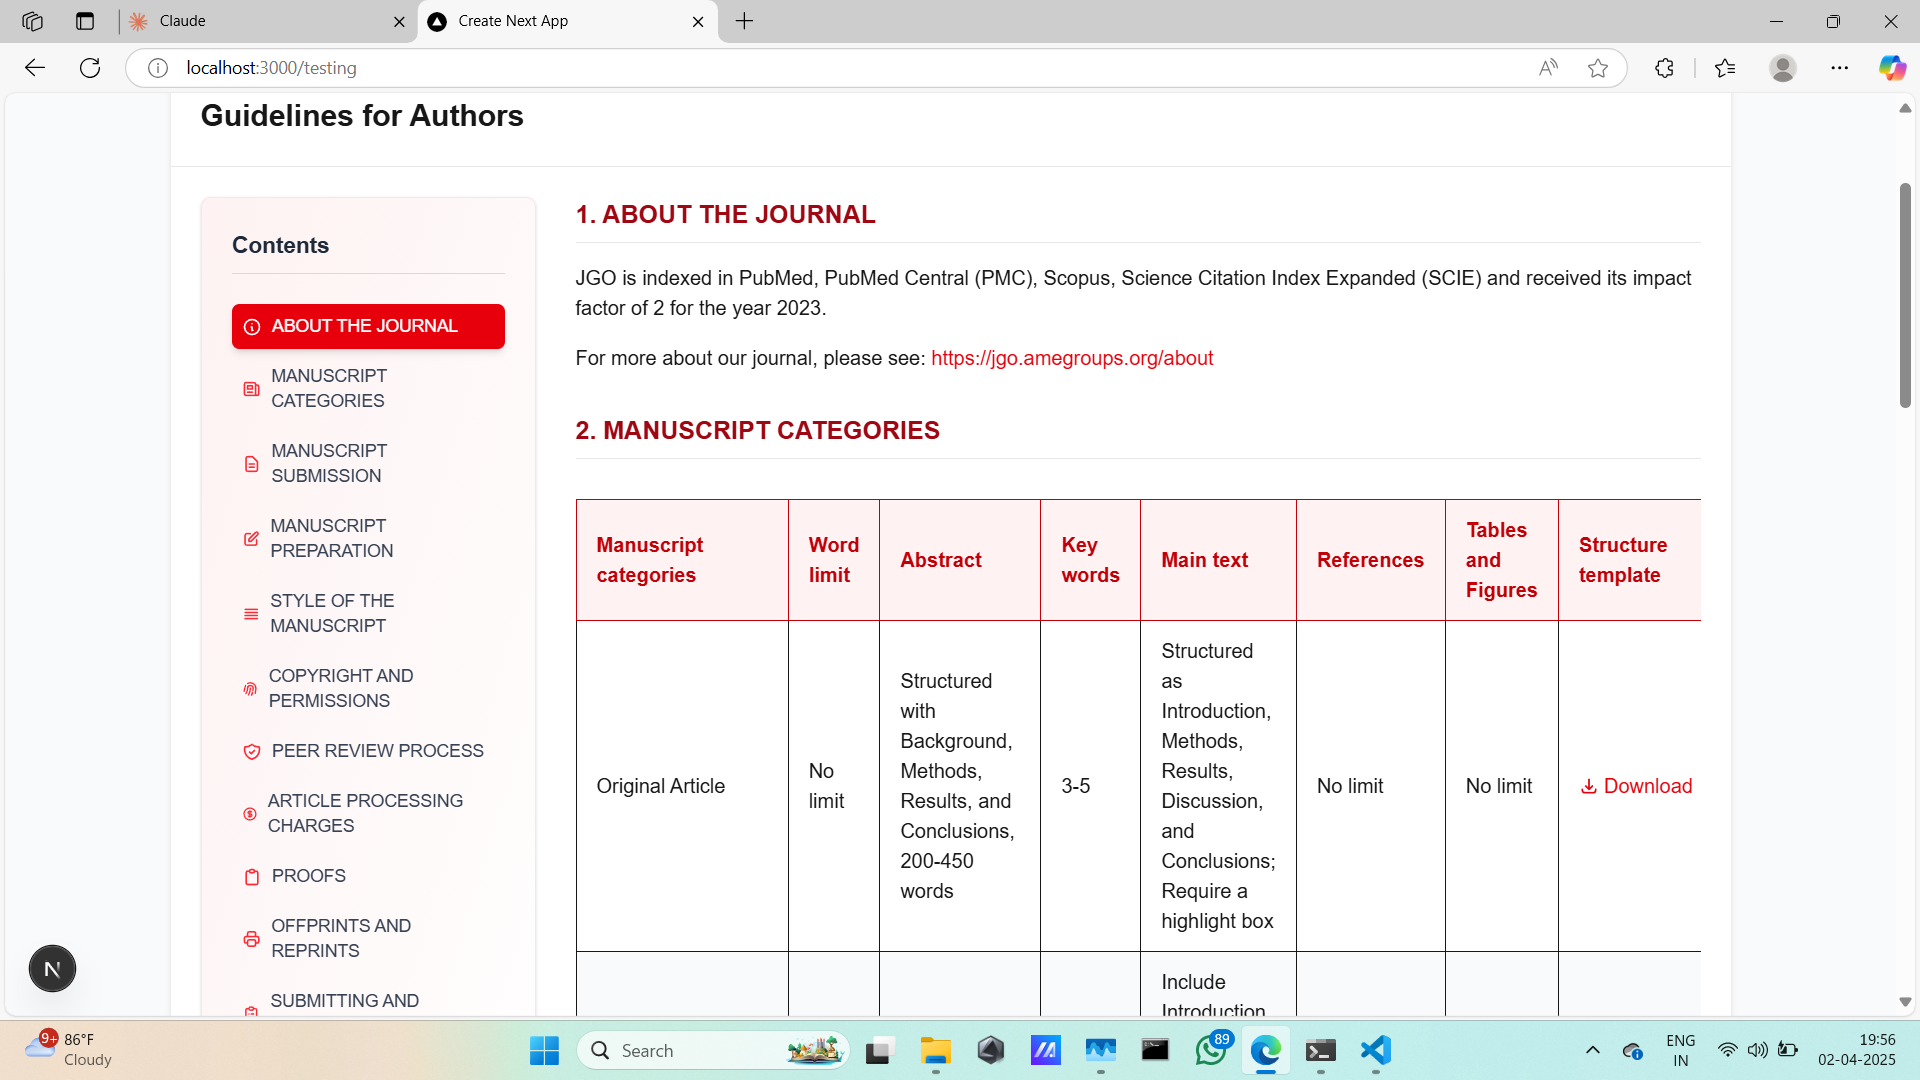 Claude
Create Next App
localhost:3000/testing
Guidelines for Authors
Contents
ABOUT THE JOURNAL
MANUSCRIPT
CATEGORIES
MANUSCRIPT
SUBMISSION
MANUSCRIPT
PREPARATION
STYLE OF THE
MANUSCRIPT
COPYRIGHT AND
PERMISSIONS
PEER REVIEW PROCESS
ARTICLE PROCESSING
CHARGES
PROOFS
OFFPRINTS AND
REPRINTS
SUBMITTING AND
1. ABOUT THE JOURNAL
JGO is indexed in PubMed, PubMed Central (PMC), Scopus, Science Citation Index Expanded (SCIE) and received its impact
factor of 2 for the year 2023.
For more about our journal, please see: https://jgo.amegroups.org/about
2. MANUSCRIPT CATEGORIES
Manuscript
categories
Word
limit
Abstract
Key
words
Main text
References
Tables
and
Figures
Structure
template
Original Article
No
limit
Structured
with
Background,
Methods,
Results, and
Conclusions,
200-450
words
3-5
Structured
as
Introduction,
Methods,
Results,
Discussion,
and
Conclusions;
Require a
highlight box
No limit
No limit
Download
Include
Introduction
N
9+
86°F
Cloudy
Search
89
ENG
IN
19:56
02-04-2025